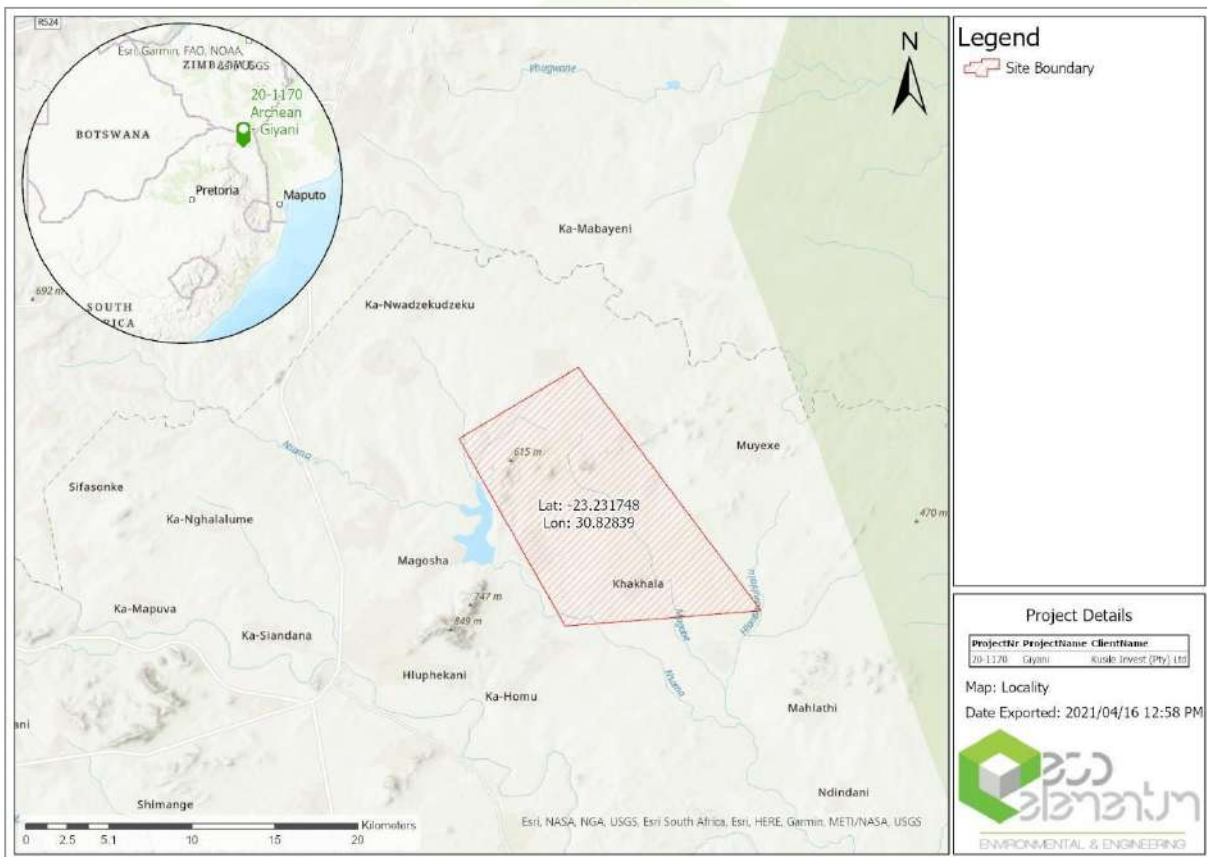 R524
Esri, Garmin, FAO, NOAA,
ZIMBABWE
USGS
20-1170
Archean
- Giyani
BOTSWANA
Pretoria
Maputo
SOUTH
692 m
Phugwane
N
Ka-Mabayeni
Ka-Nwadzekudzeku
Nsama
615 m
Muyexe
Sifasonke
Ka-Nghalalume
Lat: -23.231748
Lon: 30.82839
470 m
Magosha
Khakhala
747 m
849 m
Ka-Mapuva
Ka-Siandana
Hluphekani
Ka-Homu
Nsama
Mahlathi
Shimange
Ndindani
Kilometers
0 2.5 5.1 10 15 20
Esri, NASA, NGA, USGS, Esri South Africa, Esri, HERE, Garmin, METI/NASA, USGS
Legend
Site Boundary
Project Details
ProjectNr ProjectName ClientName
20-1170 Giyani Kusile Invest (Pty) Ltd
Map: Locality
Date Exported: 2021/04/16 12:58 PM
eco
elementum
ENVIRONMENTAL & ENGINEERING